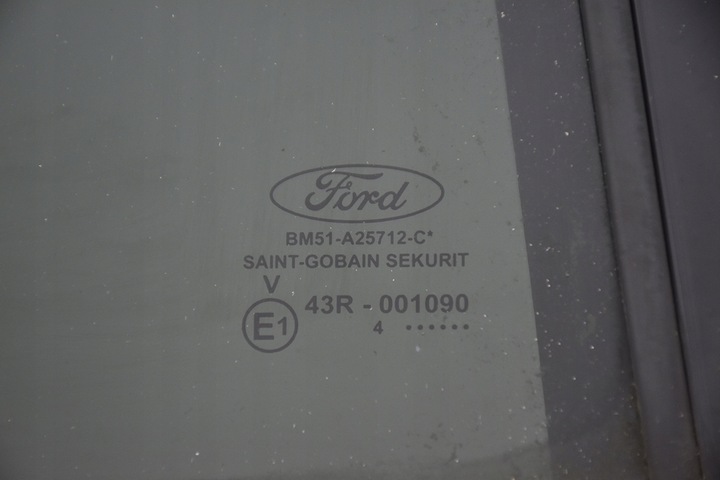 Ford
BM51-A25712-C*
SAINT-GOBAIN SEKURIT
V
E1 43R - 001090
4 ••••••